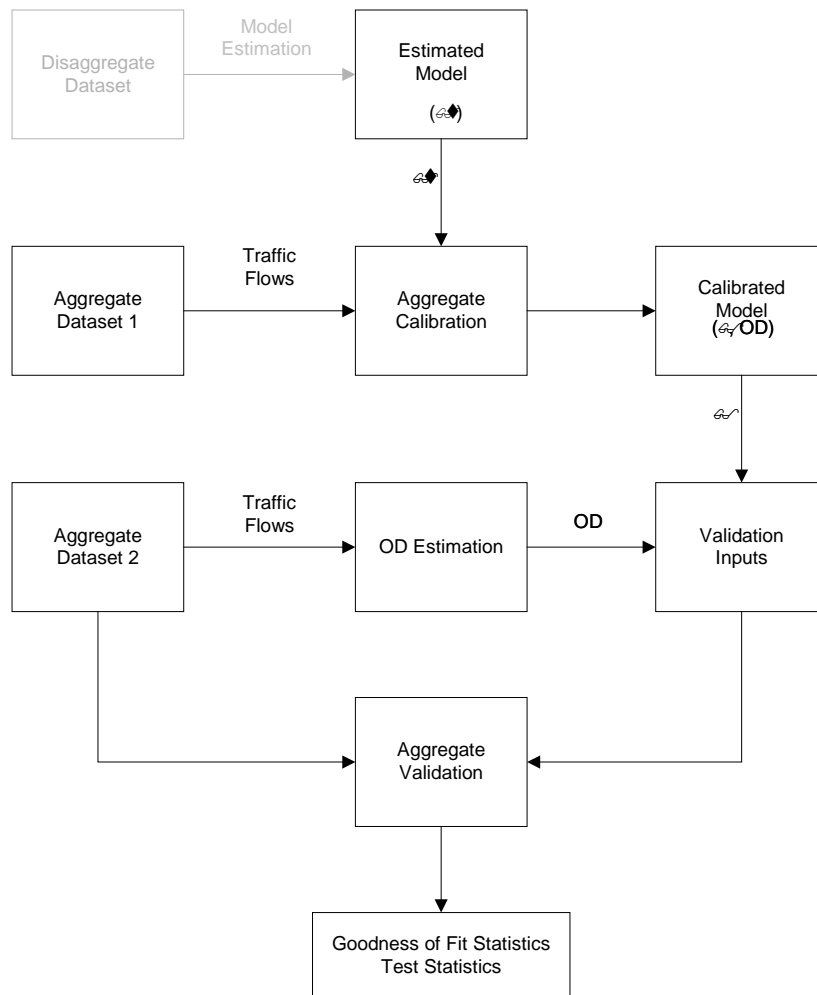 Disaggregate
Dataset
Model
Estimation
Estimated
Model
Aggregate
Dataset 1
Traffic
Flows
Aggregate
Calibration
Calibrated
Model
OD)
Aggregate
Dataset 2
Traffic
Flows
OD Estimation
OD
Validation
Inputs
Aggregate
Validation
Goodness of Fit Statistics
Test Statistics